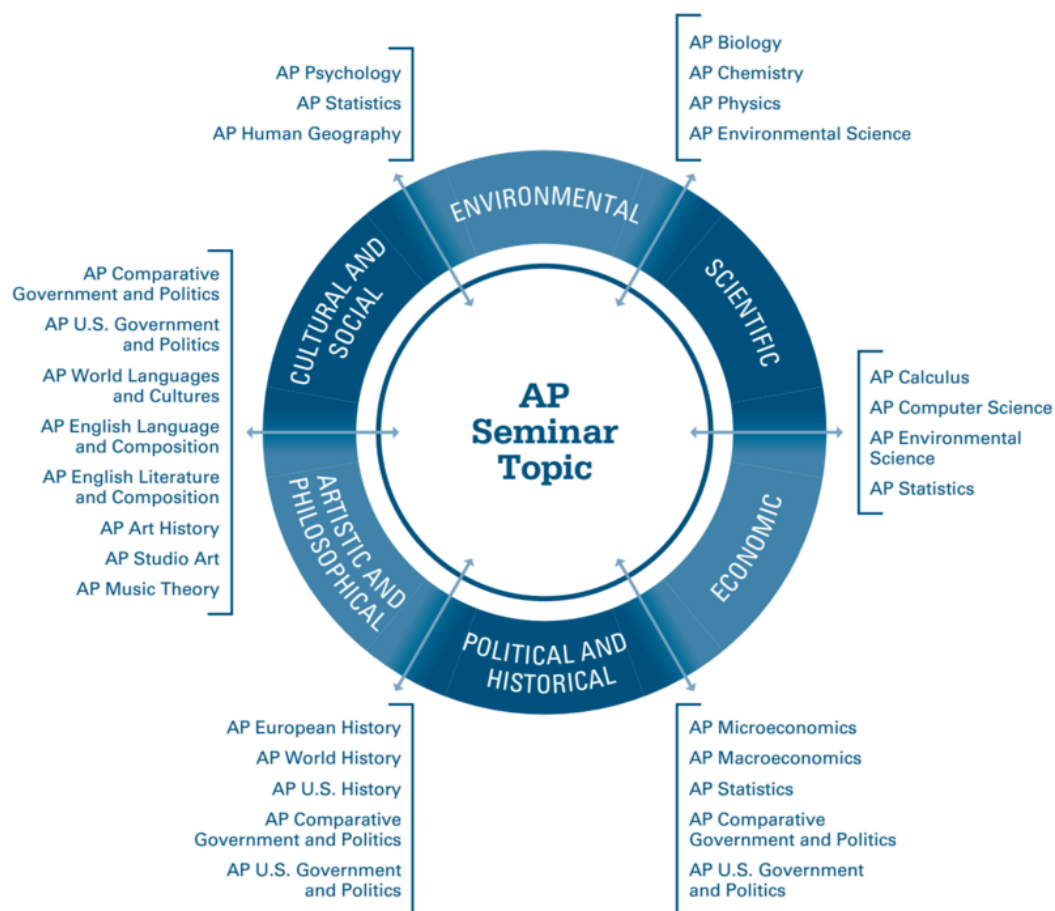 AP Psychology
AP Statistics
AP Human Geography
AP Biology
AP Chemistry
AP Physics
AP Environmental Science
ENVIRONMENTAL
SCIENTIFIC
ECONOMIC
POLITICAL AND
HISTORICAL
ARTISTIC AND
PHILOSOPHICAL
CULTURAL AND
SOCIAL
AP
Seminar
Topic
AP Comparative
Government and Politics
AP U.S. Government
and Politics
AP World Languages
and Cultures
AP English Language
and Composition
AP English Literature
and Composition
AP Art History
AP Studio Art
AP Music Theory
AP Calculus
AP Computer Science
AP Environmental
Science
AP Statistics
AP European History
AP World History
AP U.S. History
AP Comparative
Government and Politics
AP U.S. Government
and Politics
AP Microeconomics
AP Macroeconomics
AP Statistics
AP Comparative
Government and Politics
AP U.S. Government
and Politics